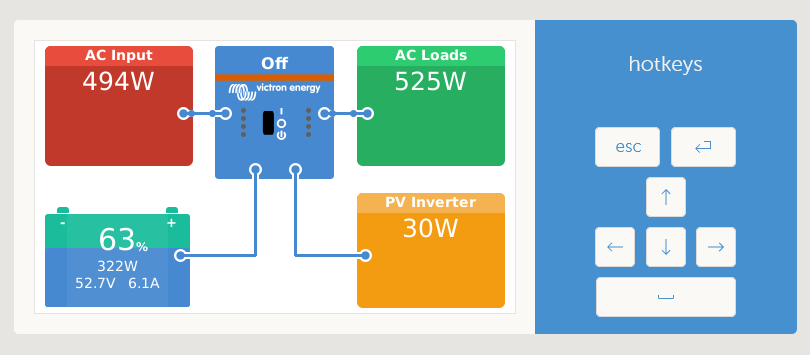 AC Input
494W
Off
victron energy
AC Loads
525W
- +
63%
322W
52.7V 6.1A
PV Inverter
30W
hotkeys
esc